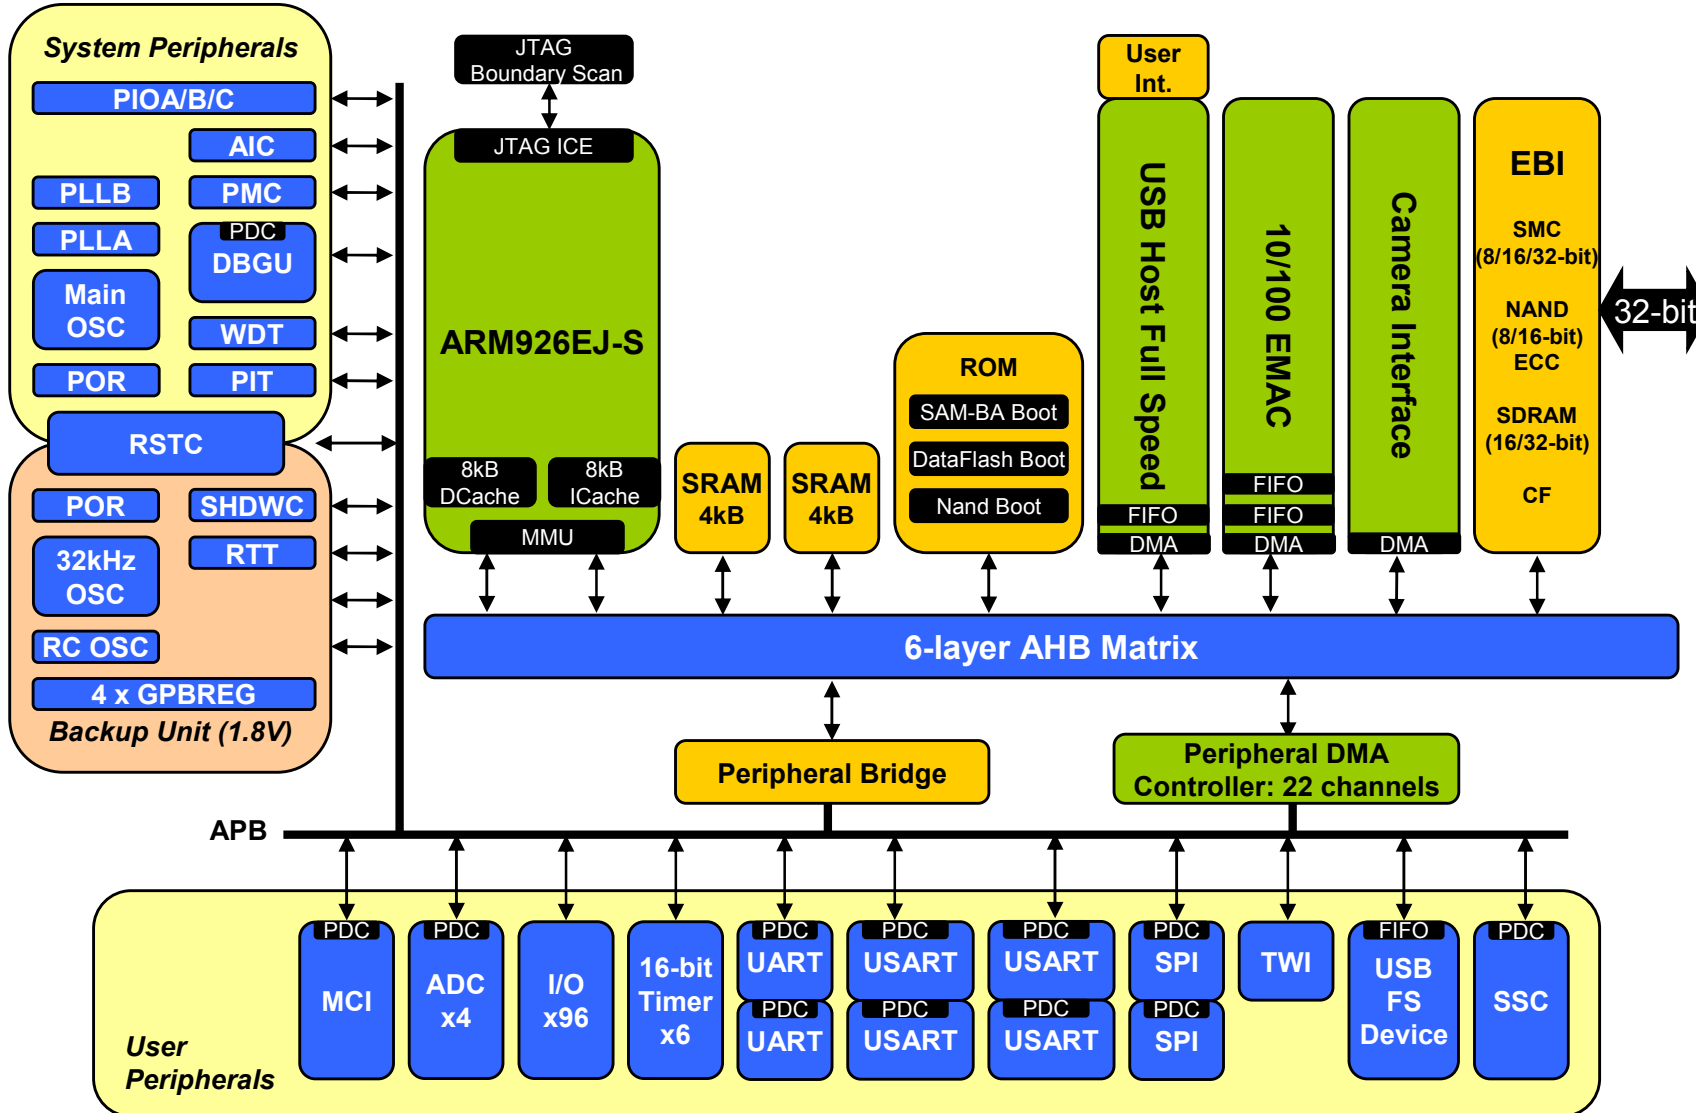 System Peripherals
PIOA/B/C
AIC
PLLB
PMC
PLLA
PDC
DBGU
Main
OSC
WDT
POR
PIT
RSTC
POR
SHDWC
32kHz
OSC
RTT
RC OSC
4 x GPBREG
Backup Unit (1.8V)
JTAG
Boundary Scan
JTAG ICE
ARM926EJ-S
8kB
DCache
8kB
ICache
MMU
SRAM
4kB
SRAM
4kB
ROM
SAM-BA Boot
DataFlash Boot
Nand Boot
User
Int.
USB Host Full Speed
FIFO
DMA
10/100 EMAC
FIFO
FIFO
DMA
Camera Interface
DMA
EBI
SMC
(8/16/32-bit)
NAND
(8/16-bit)
ECC
SDRAM
(16/32-bit)
CF
32-bit
6-layer AHB Matrix
Peripheral Bridge
Peripheral DMA
Controller: 22 channels
APB
PDC
MCI
PDC
ADC
x4
I/O
x96
16-bit
Timer
x6
PDC
UART
PDC
UART
PDC
USART
PDC
USART
PDC
USART
PDC
USART
PDC
SPI
PDC
SPI
TWI
FIFO
USB
FS
Device
PDC
SSC
User
Peripherals